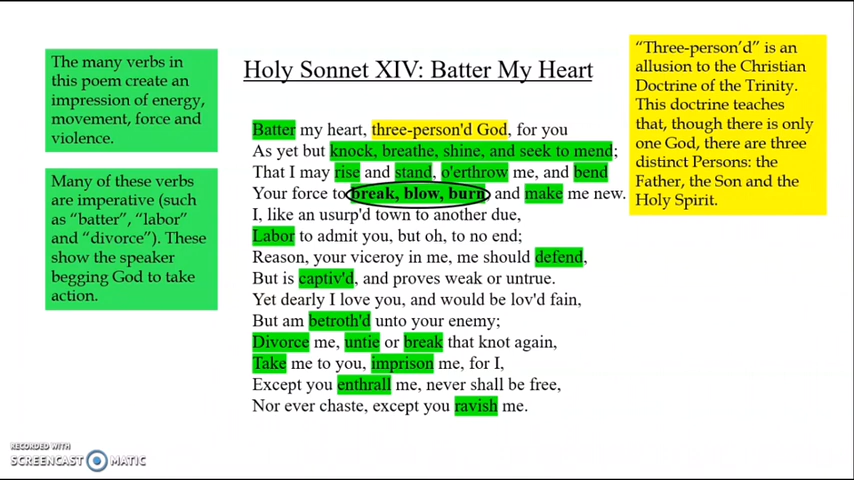 The many verbs in
this poem create an
impression of energy,
movement, force and
violence.
Many of these verbs
are imperative (such
as “batter”, “labor”
and “divorce”). These
show the speaker
begging God to take
action.
Holy Sonnet XIV: Batter My Heart
Batter my heart, three-person'd God, for you
As yet but knock, breathe, shine, and seek to mend;
That I may rise and stand, o'erthrow me, and bend
Your force to break, blow, burn and make me new.
I, like an usurp'd town to another due,
Labor to admit you, but oh, to no end;
Reason, your viceroy in me, me should defend,
But is captiv'd, and proves weak or untrue.
Yet dearly I love you, and would be lov'd fain,
But am betroth'd unto your enemy;
Divorce me, untie or break that knot again,
Take me to you, imprison me, for I,
Except you enthrall me, never shall be free,
Nor ever chaste, except you ravish me.
“Three-person’d” is an
allusion to the Christian
Doctrine of the Trinity.
This doctrine teaches
that, though there is only
one God, there are three
distinct Persons: the
Father, the Son and the
Holy Spirit.
RECORDED WITH
SCREENCAST MATIC